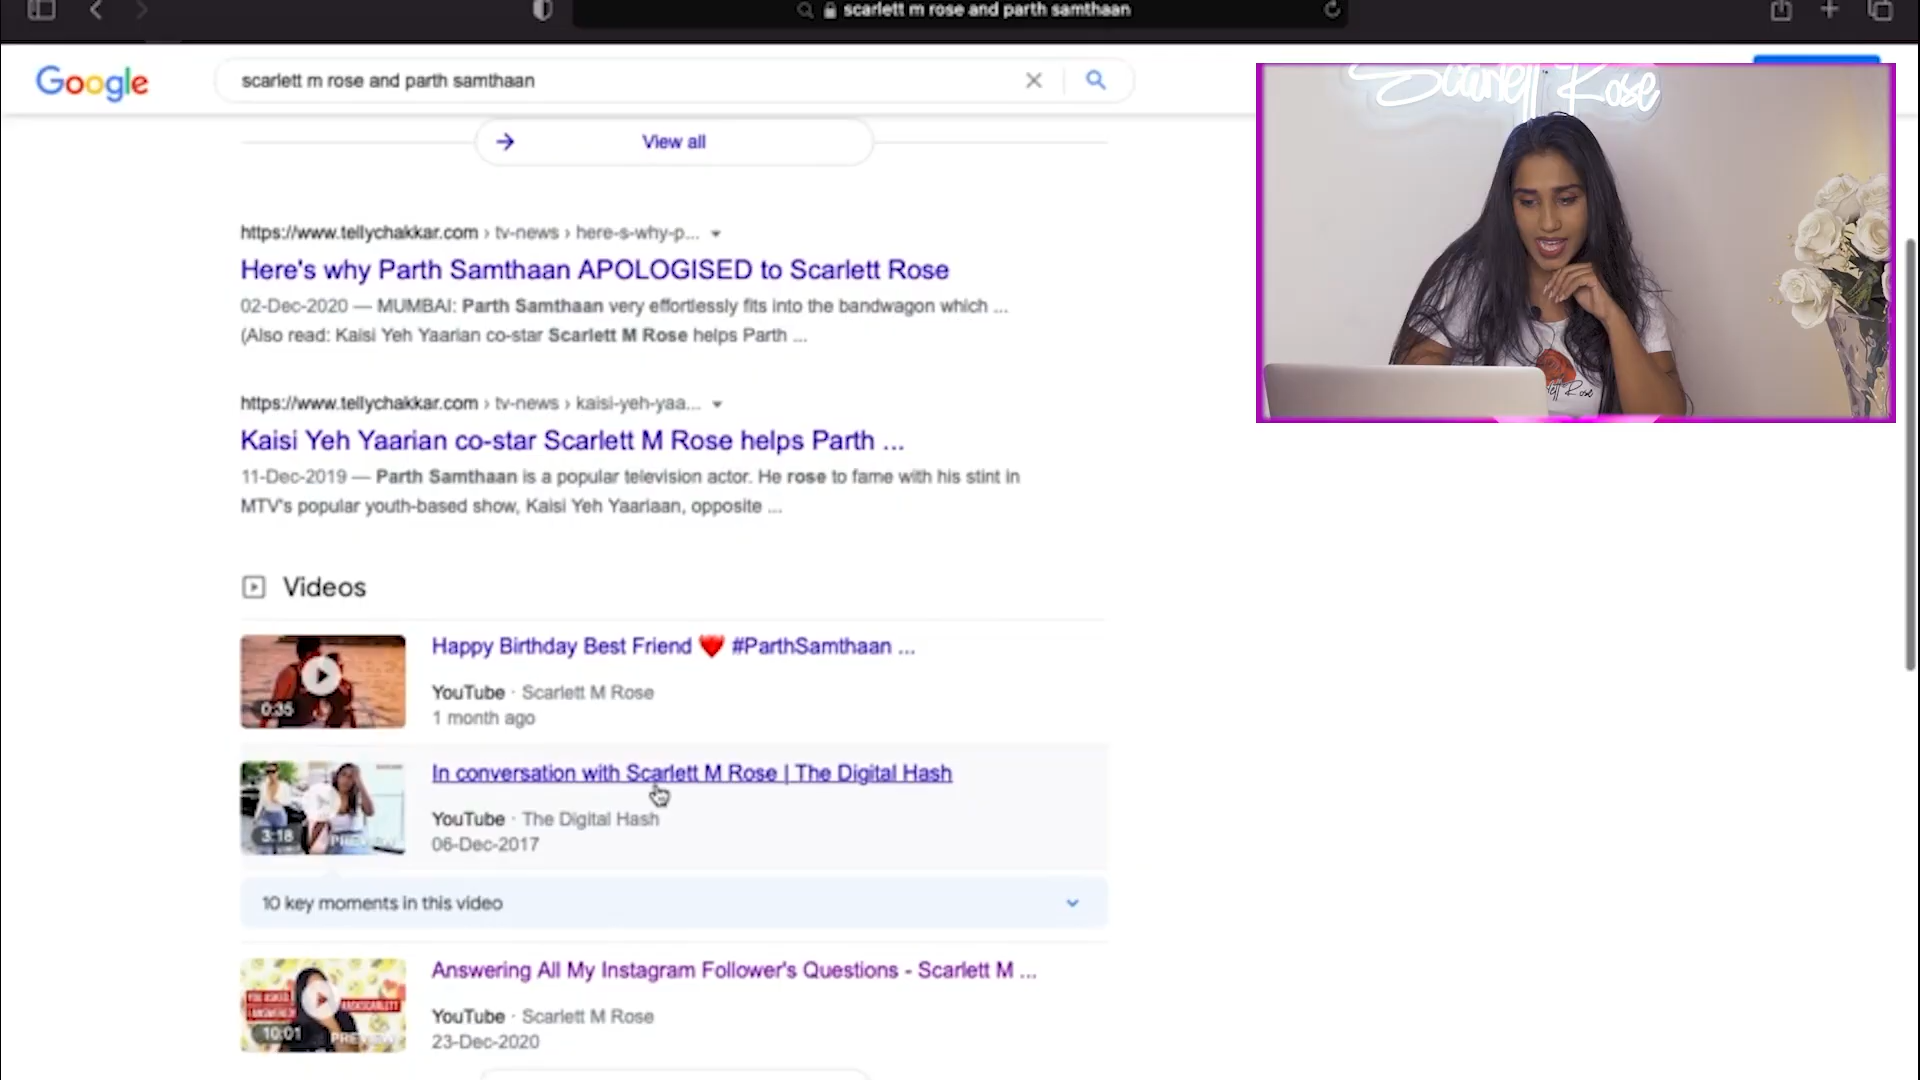 scarlett m rose and parth samthaan
Google
scarlett m rose and parth samthaan
Scarlett Rose
View all
https://www.tellychakkar.com › tv-news › here-s-why-p...
Here's why Parth Samthaan APOLOGISED to Scarlett Rose
02-Dec-2020 — MUMBAI: Parth Samthaan very effortlessly fits into the bandwagon which ...
(Also read: Kaisi Yeh Yaarian co-star Scarlett M Rose helps Parth ...
https://www.tellychakkar.com › tv-news › kaisi-yeh-yaa...
Kaisi Yeh Yaarian co-star Scarlett M Rose helps Parth ...
11-Dec-2019 — Parth Samthaan is a popular television actor. He rose to fame with his stint in
MTV's popular youth-based show, Kaisi Yeh Yaariaan, opposite ...
Videos
Happy Birthday Best Friend ❤️ #ParthSamthaan ...
YouTube · Scarlett M Rose
1 month ago
0:35
In conversation with Scarlett M Rose | The Digital Hash
YouTube · The Digital Hash
06-Dec-2017
3:18
PREVIEW
10 key moments in this video
Answering All My Instagram Follower's Questions - Scarlett M ...
YouTube · Scarlett M Rose
23-Dec-2020
YOU ASKED,
I ANSWERED!
#ASKSCARLETT
10:01
PREVIEW